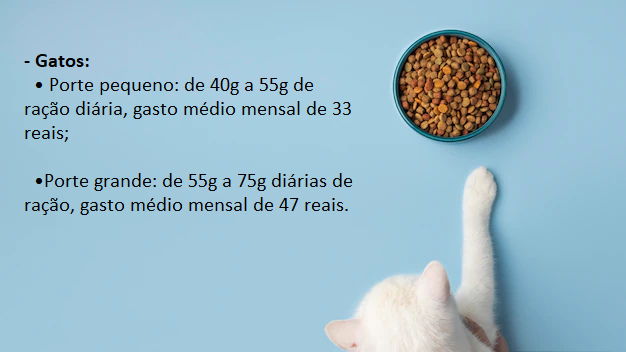 - Gatos:
• Porte pequeno: de 40g a 55g de
ração diária, gasto médio mensal de 33
reais;
•Porte grande: de 55g a 75g diárias de
ração, gasto médio mensal de 47 reais.